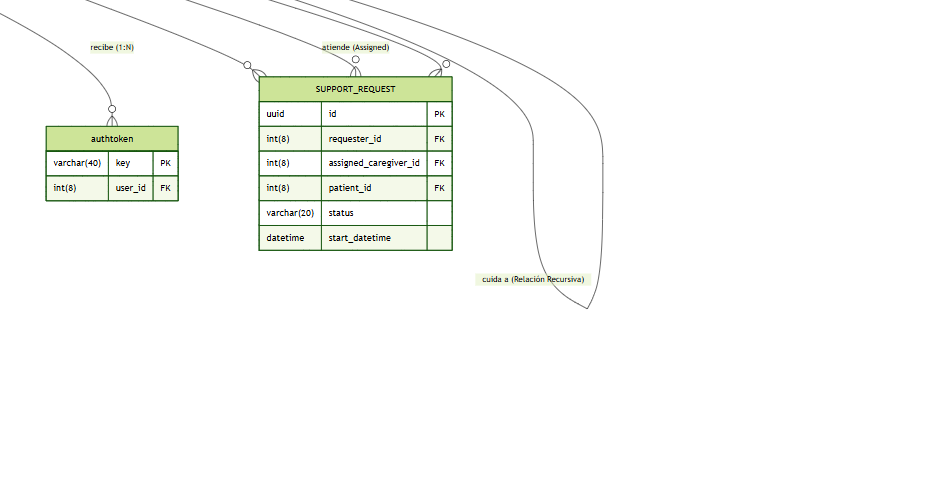 recibe (1:N)
atiende (Assigned)
SUPPORT_REQUEST
uuid id PK
int(8) requester_id FK
int(8) assigned_caregiver_id FK
int(8) patient_id FK
varchar(20) status
datetime start_datetime
authtoken
varchar(40) key PK
int(8) user_id FK
cuida a (Relación Recursiva)